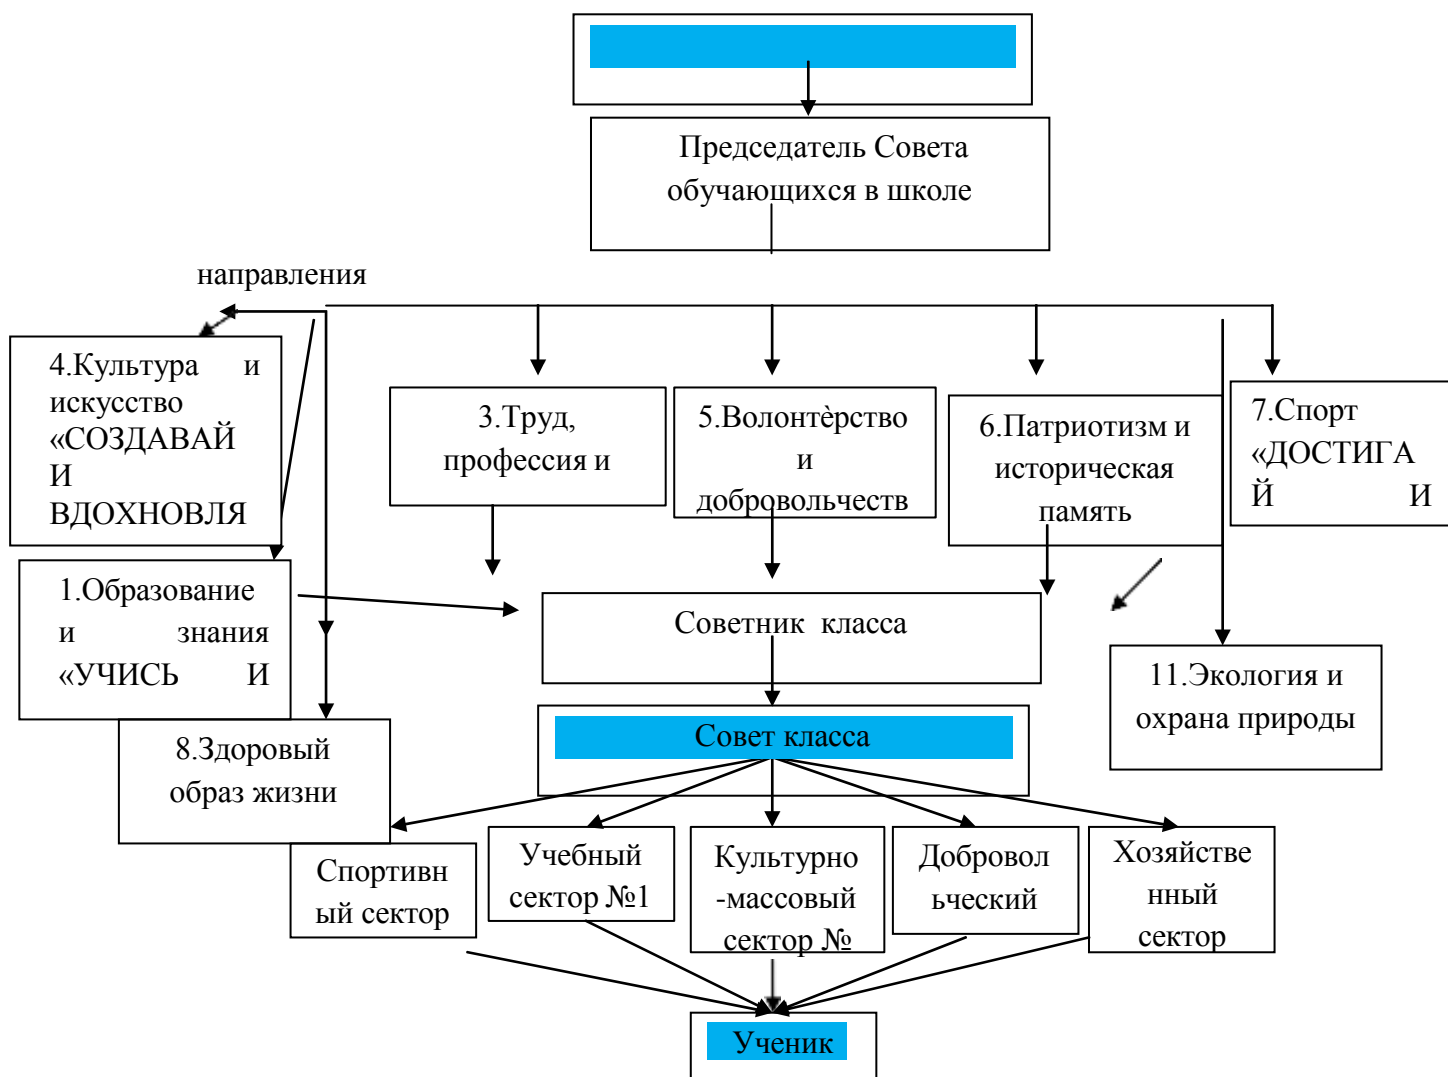 Председатель Совета
обучающихся в школе
направления
4.Культура и
искусство
«СОЗДАВАЙ
И
ВДОХНОВЛЯ
3.Труд,
профессия и
5.Волонтѐрство
и
добровольчеств
6.Патриотизм и
историческая
память
7.Спорт
«ДОСТИГА
Й И
1.Образование
и знания
«УЧИСЬ И
Советник класса
11.Экология и
охрана природы
8.Здоровый
образ жизни
Совет класса
Спортивн
ый сектор
Учебный
сектор №1
Культурно
-массовый
сектор №
Добровол
ьческий
Хозяйстве
нный
сектор
Ученик